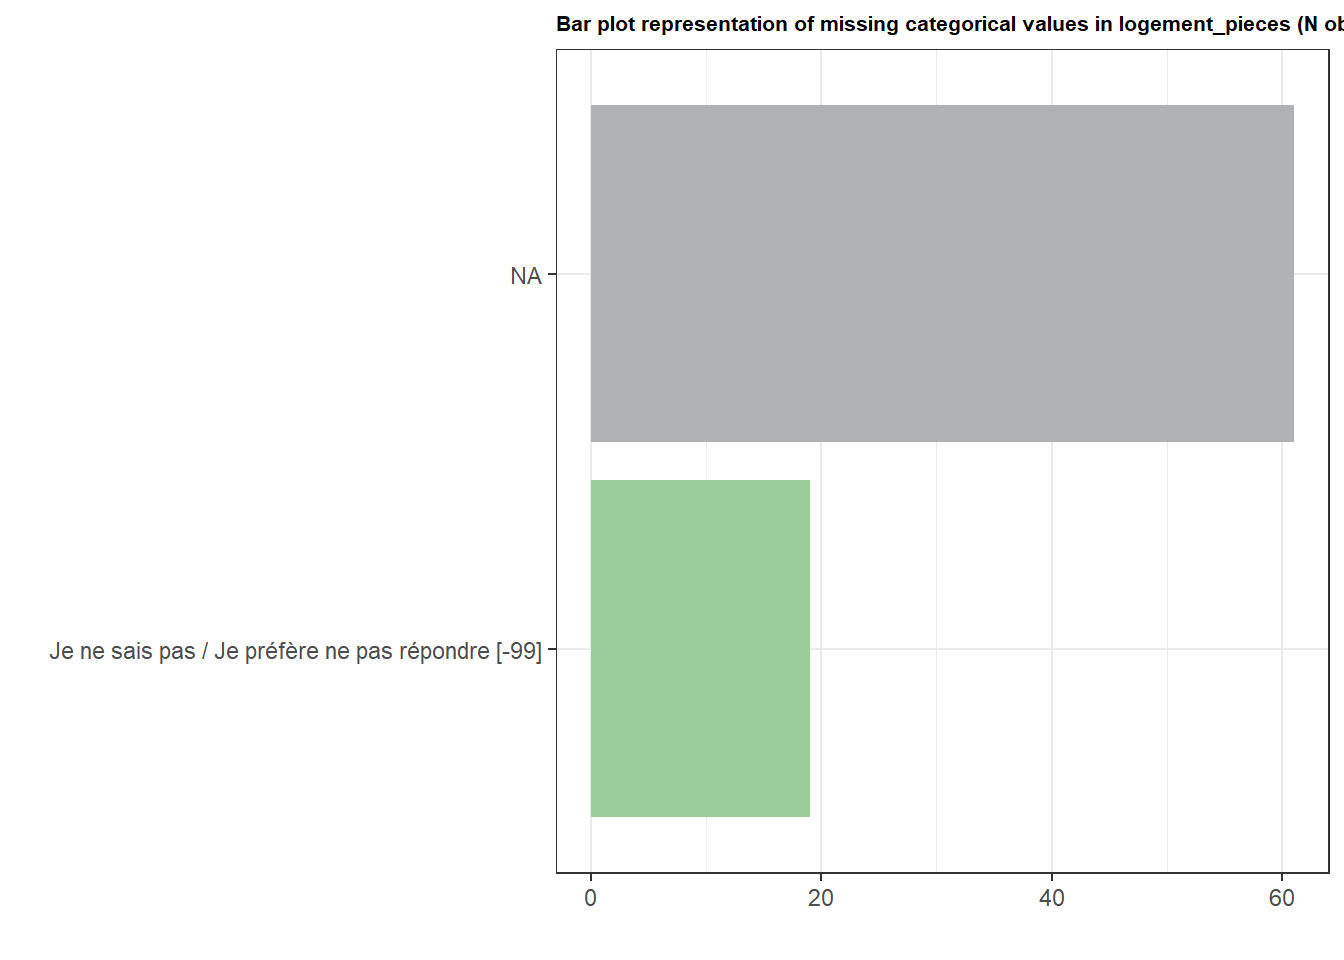 Bar plot representation of missing categorical values in logement_pieces (N ob
NA
Je ne sais pas / Je préfère ne pas répondre [-99]
0 20 40 60